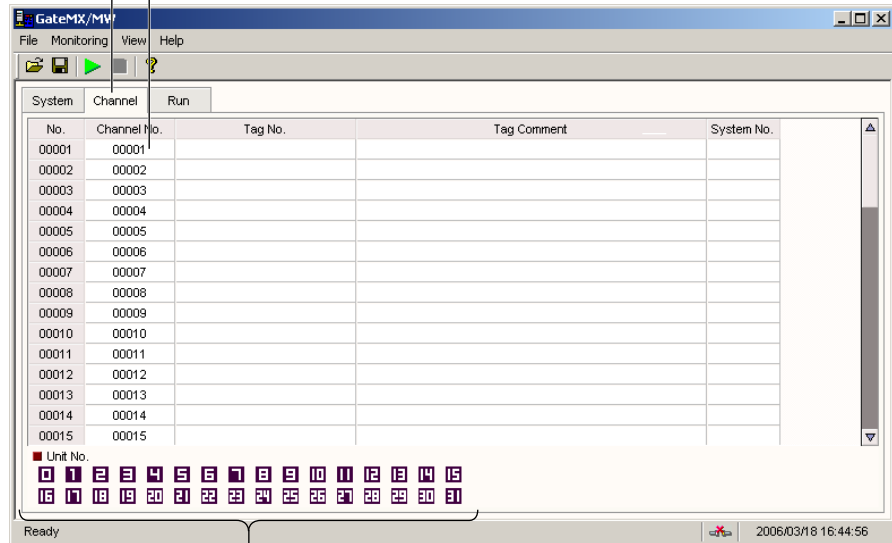 GateMX/MW
File Monitoring View Help
System Channel Run
No. Channel No. Tag No. Tag Comment System No.
00001 00001
00002 00002
00003 00003
00004 00004
00005 00005
00006 00006
00007 00007
00008 00008
00009 00009
00010 00010
00011 00011
00012 00012
00013 00013
00014 00014
00015 00015
Unit No.
0 1 2 3 4 5 6 7 8 9 10 11 12 13 14 15
16 17 18 19 20 21 22 23 24 25 26 27 28 29 30 31
Ready 2006/03/18 16:44:56